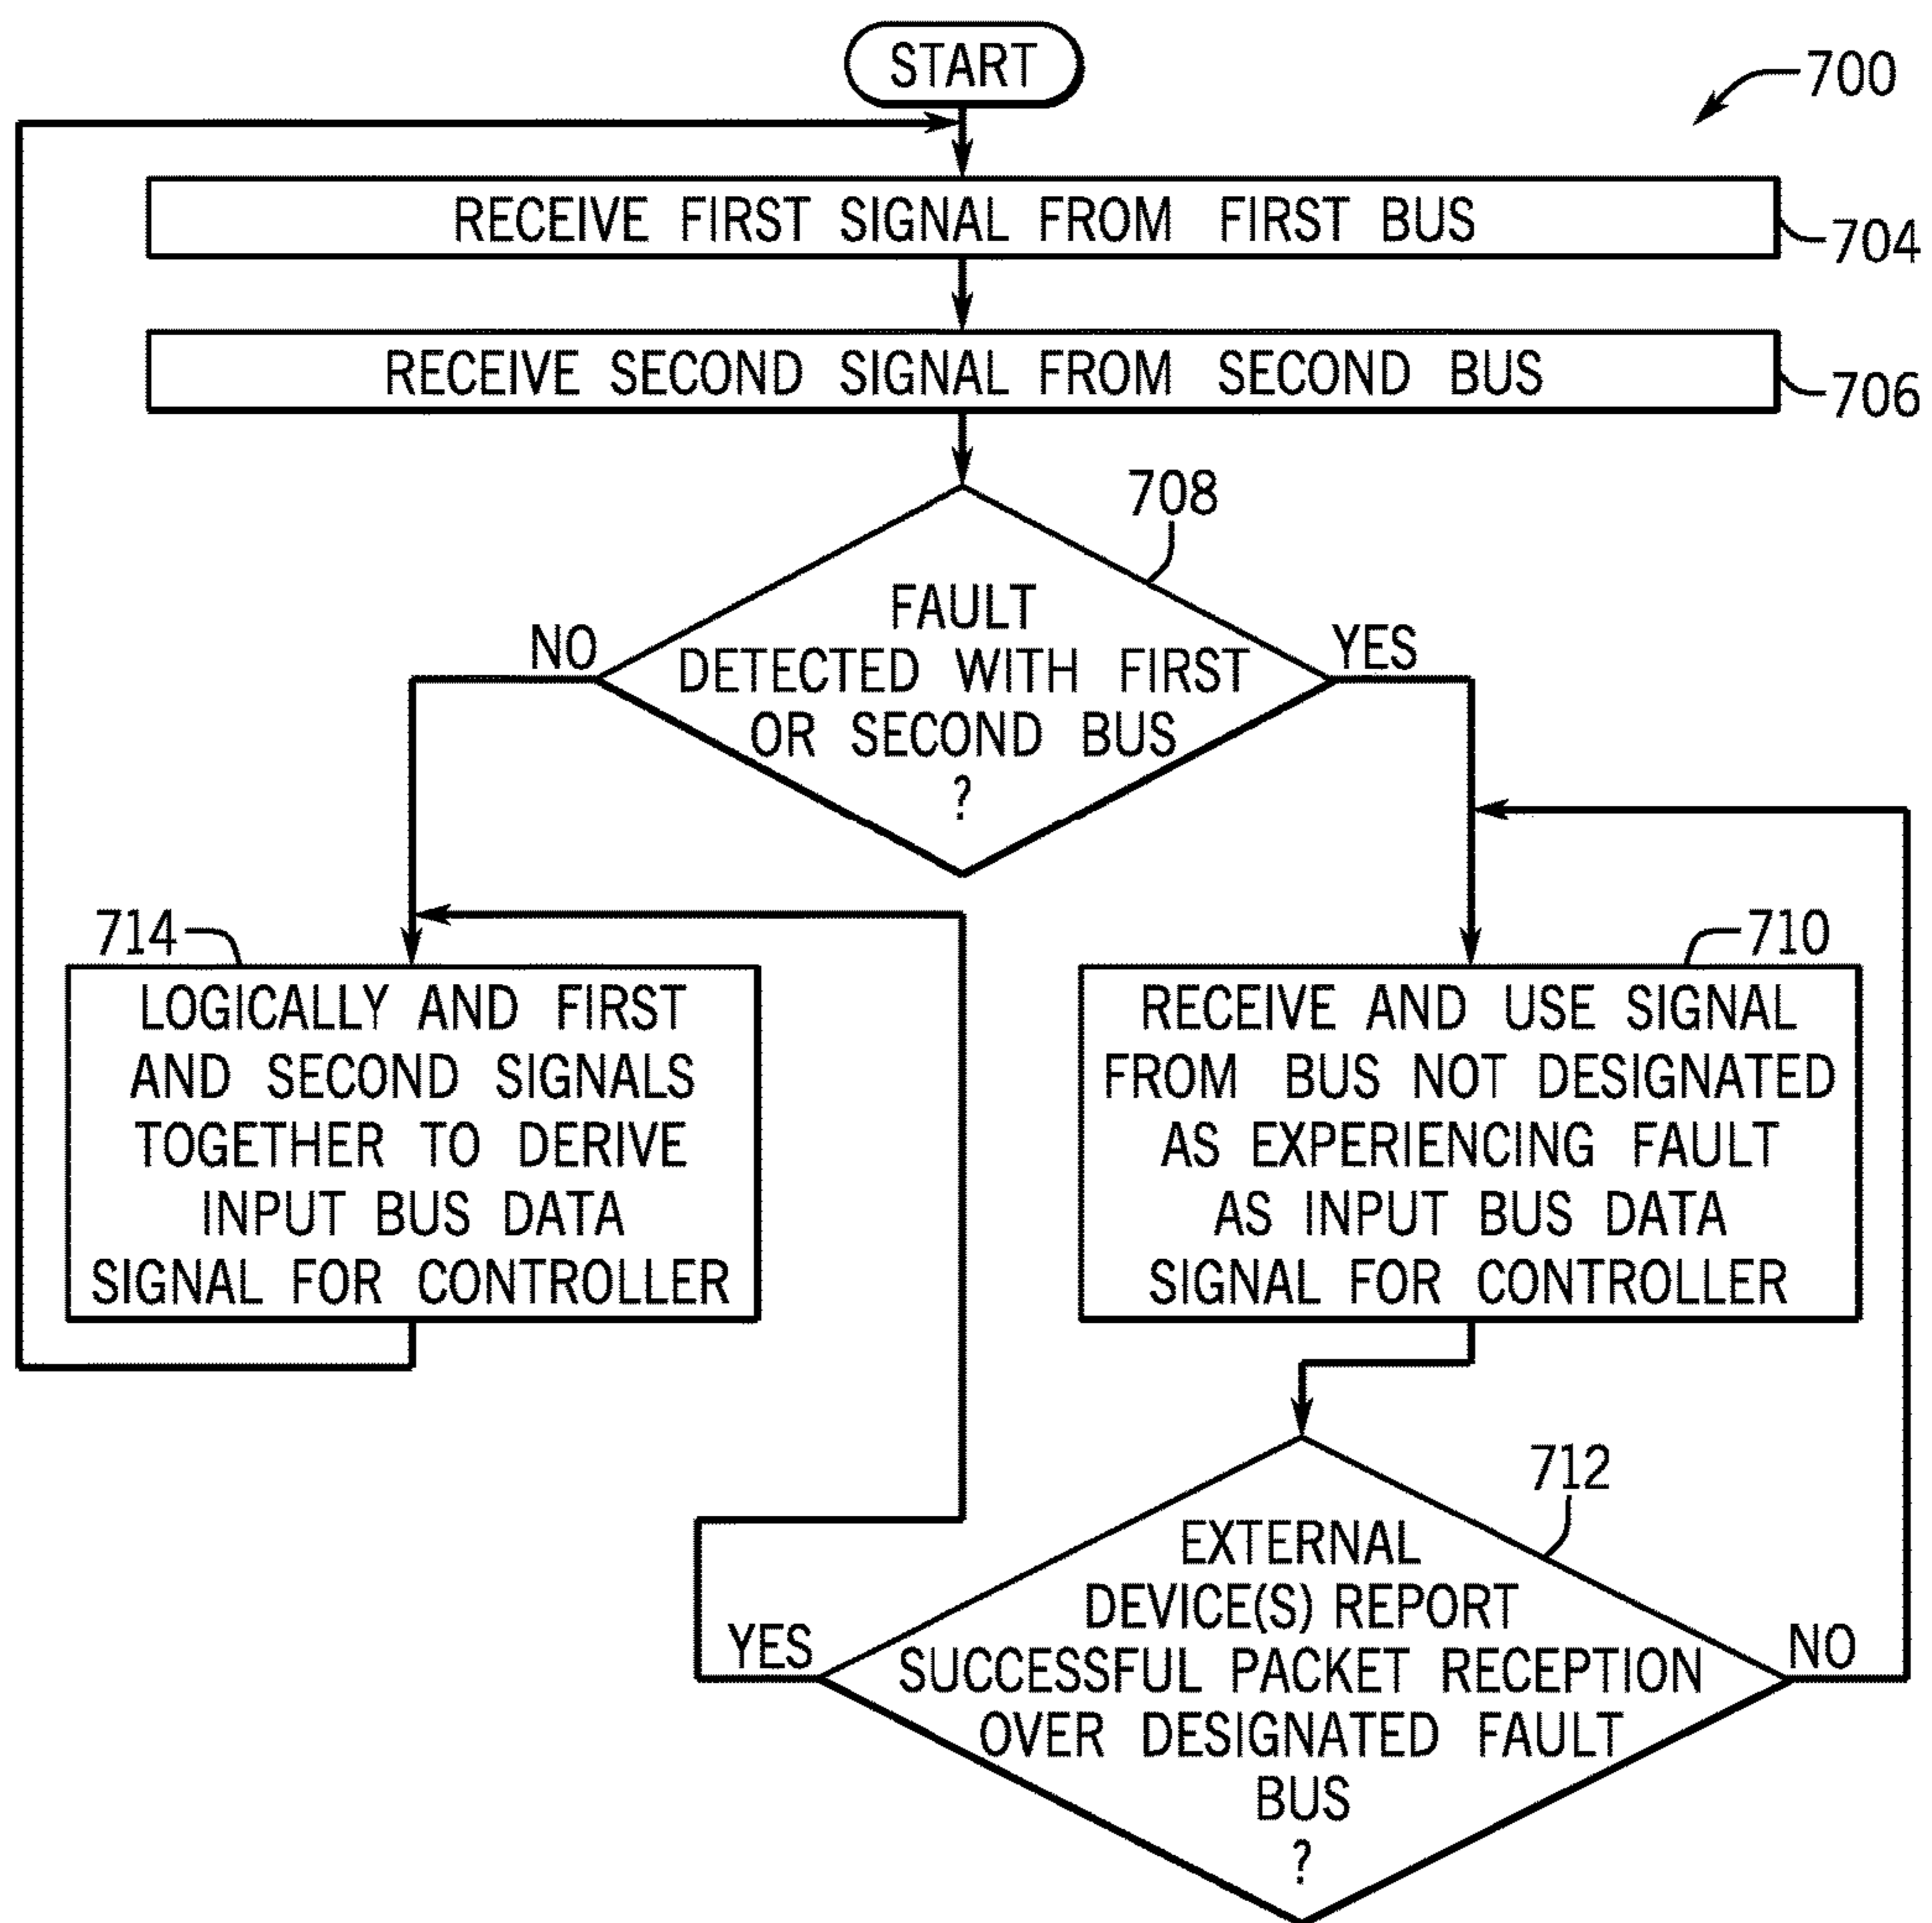 START
700
RECEIVE FIRST SIGNAL FROM FIRST BUS
704
RECEIVE SECOND SIGNAL FROM SECOND BUS
706
708
FAULT
DETECTED WITH FIRST
OR SECOND BUS
?
NO
YES
714
LOGICALLY AND FIRST
AND SECOND SIGNALS
TOGETHER TO DERIVE
INPUT BUS DATA
SIGNAL FOR CONTROLLER
710
RECEIVE AND USE SIGNAL
FROM BUS NOT DESIGNATED
AS EXPERIENCING FAULT
AS INPUT BUS DATA
SIGNAL FOR CONTROLLER
712
EXTERNAL
DEVICE(S) REPORT
SUCCESSFUL PACKET RECEPTION
OVER DESIGNATED FAULT
BUS
?
YES
NO